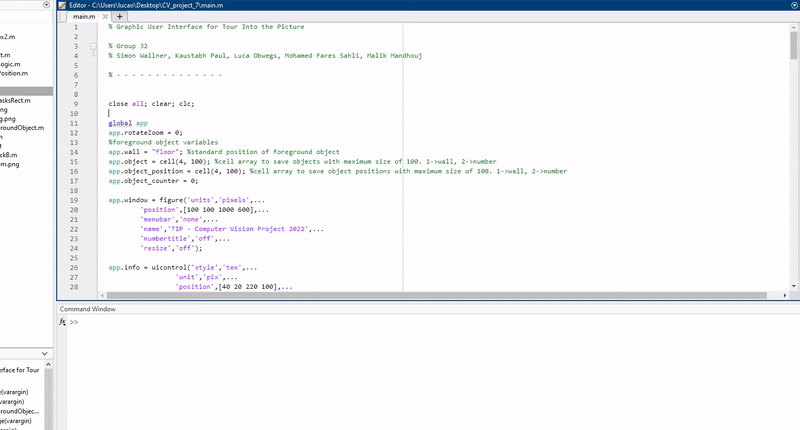 Editor - C:\Users\lucao\Desktop\CV_project_7\main.m
main.m
1 % Graphic User Interface for Tour Into the Picture
2
3 % Group 32
4 % Simon Wallner, Kaustabh Paul, Luca Obwegs, Mohamed Fares Sahli, Malik Mandhouj
5
6 % - - - - - - - - - - - - - -
7
8
9 close all; clear; clc;
10
11 global app
12 app.rotateZoom = 0;
13 %foreground object variables
14 app.wall = "floor"; %standard position of foreground object
15 app.object = cell(4, 100); %cell array to save objects with maximum size of 100. 1->wall, 2->number
16 app.object_position = cell(4, 100); %cell array to save object positions with maximum size of 100. 1->wall, 2->number
17 app.object_counter = 0;
18
19 app.window = figure('units','pixels',...
20 'position',[100 100 1000 600],...
21 'menubar','none',...
22 'name','TIP - Computer Vision Project 2022',...
23 'numbertitle','off',...
24 'resize','off');
25
26 app.info = uicontrol('style','tex',...
27 'unit','pix',...
28 'position',[40 20 220 100],...
Command Window
fx >>
ox2.m
t.m
ogic.m
Position.m
asksRect.m
ng
g.png
roundObject.m
m
t
ckB.m
om.png
erface for Tour
e(varargin)
varargin)
roundObjec...
ge(varargin)
varargin)